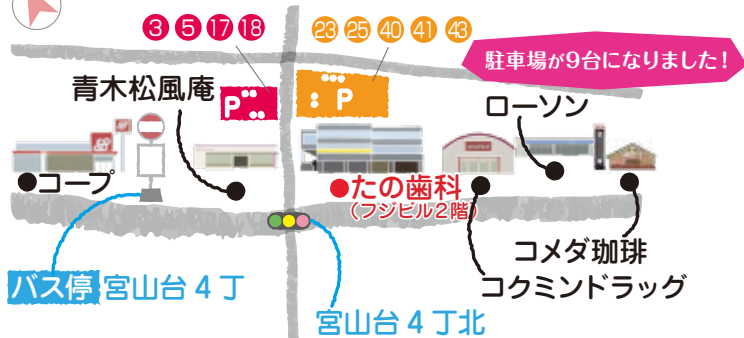 ③ ⑤ ⑰ ⑱
㉓ ㉕ ㊵ ㊶ ㊸
駐車場が9台になりました!
青木松風庵
P
P
ローソン
コープ
たの歯科
(フジビル2階)
コメダ珈琲
コクミンドラッグ
バス停 宮山台4丁
宮山台4丁北